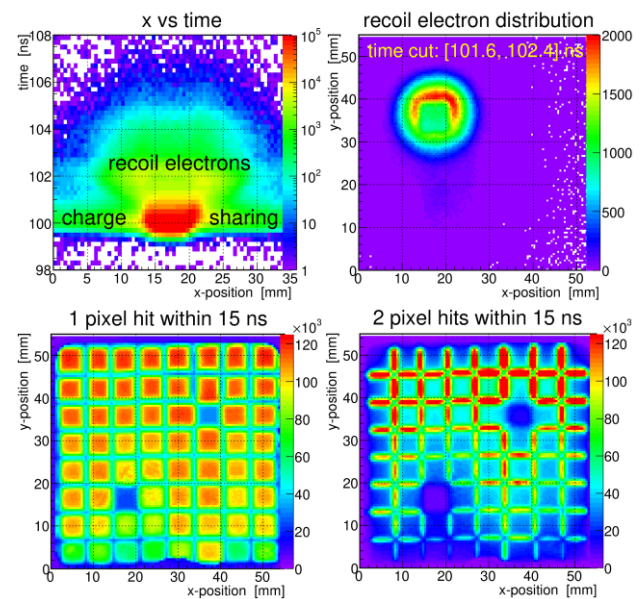 x vs time
time [ns]
108
106
104
102
100
98
recoil electrons
charge sharing
0 5 10 15 20 25 30 35
x-position [mm]
10^5
10^4
10^3
10^2
10
1
recoil electron distribution
time cut: [101.6, 102.4] ns
y-position [mm]
50
40
30
20
10
0
0 10 20 30 40 50
x-position [mm]
2000
1500
1000
500
0
1 pixel hit within 15 ns
y-position [mm]
50
40
30
20
10
0
0 10 20 30 40 50
x-position [mm]
×10^3
120
100
80
60
40
20
0
2 pixel hits within 15 ns
y-position [mm]
50
40
30
20
10
0
0 10 20 30 40 50
x-position [mm]
×10^3
120
100
80
60
40
20
0